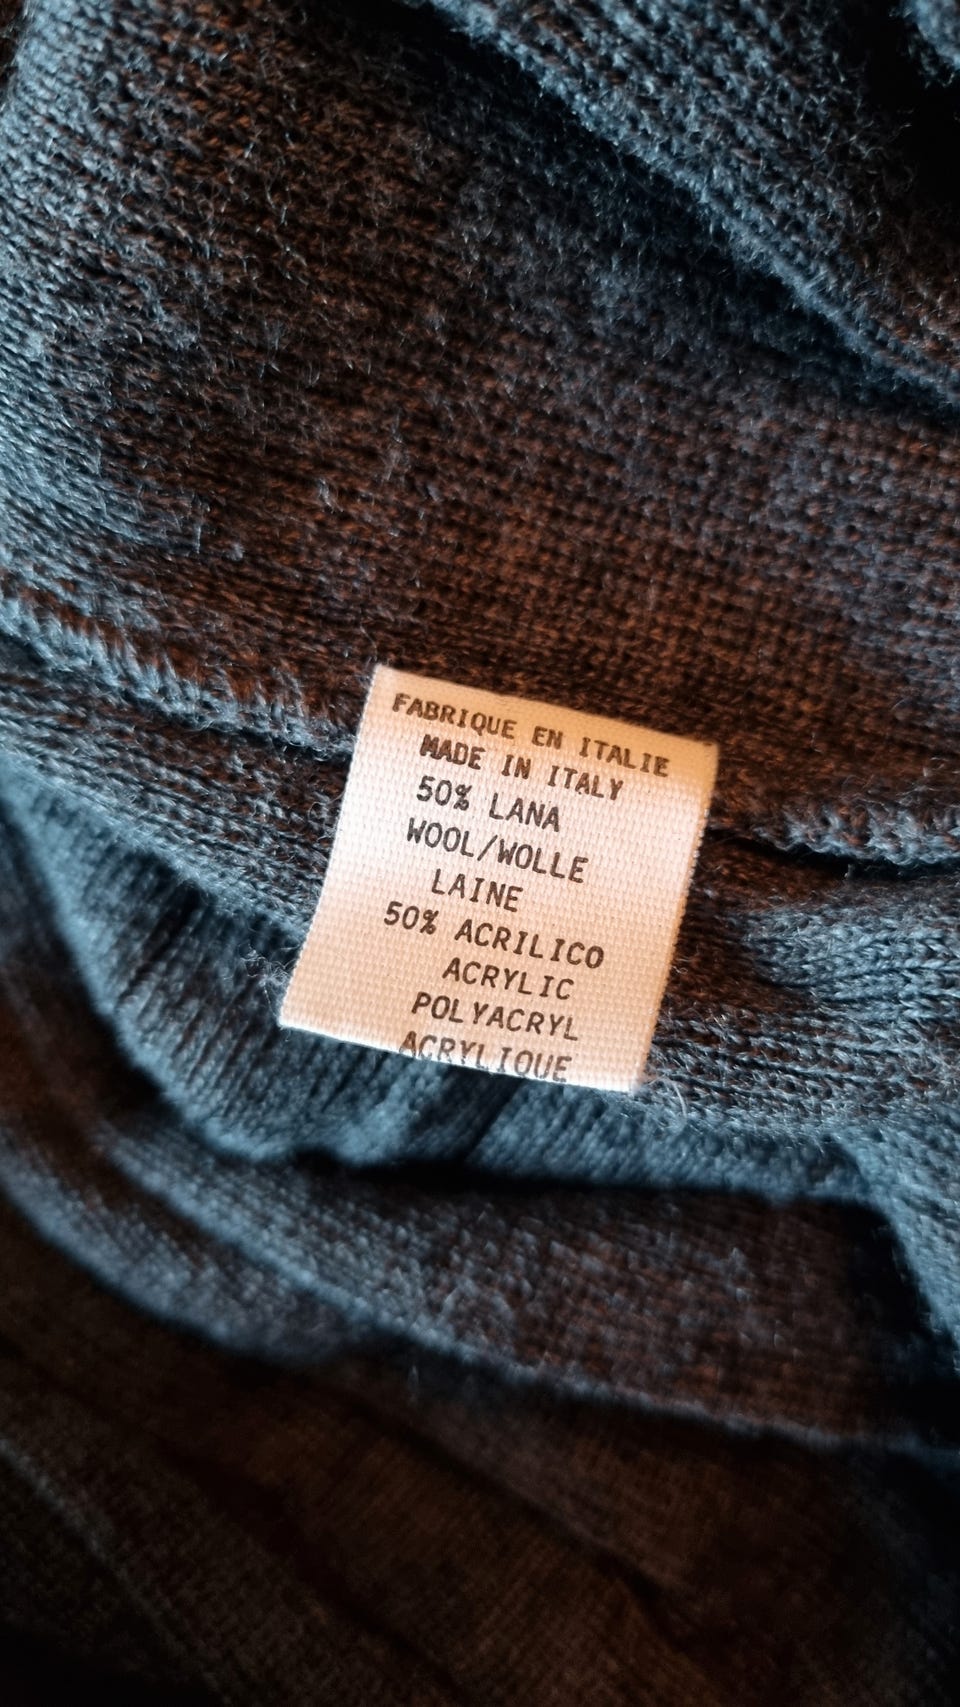 FABRIQUE EN ITALIE
MADE IN ITALY
50% LANA
WOOL/WOLLE
LAINE
50% ACRILICO
ACRYLIC
POLYACRYL
ACRYLIQUE